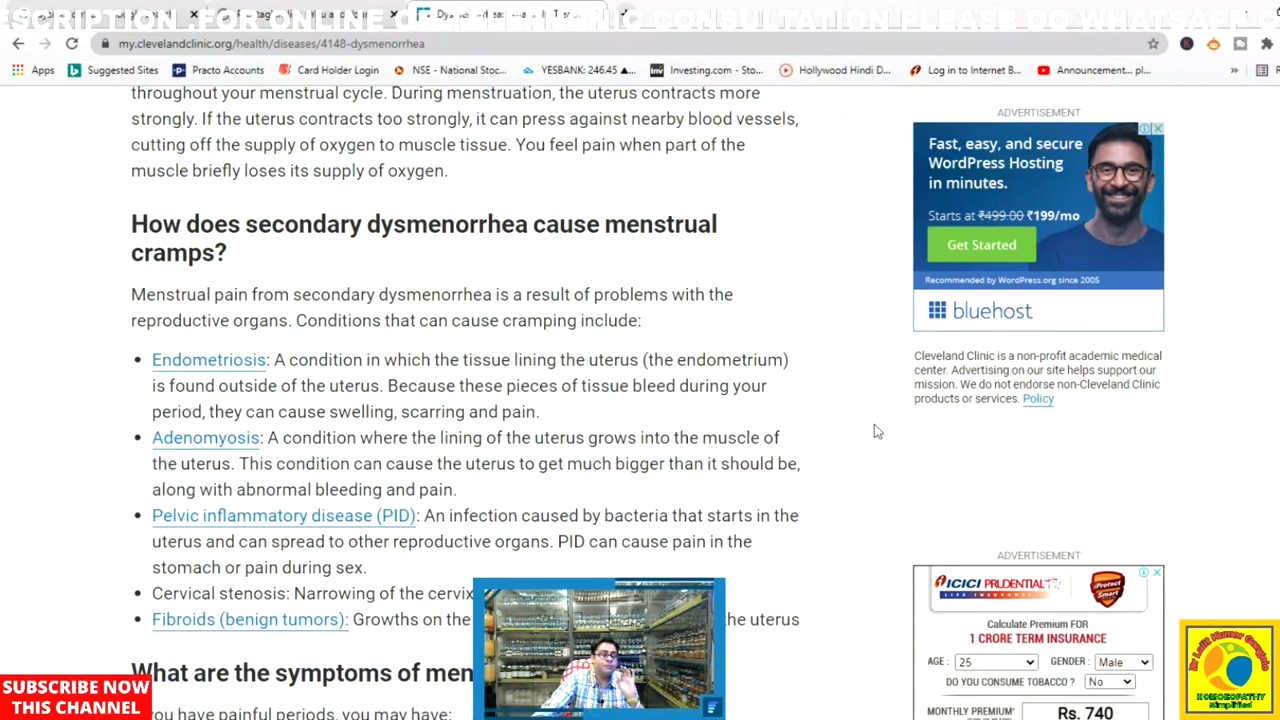 ESCRIPTION .FOR ONLINE
CONSULTATION PLEASE DO WHATSAPP
my.clevelandclinic.org/health/diseases/4148-dysmenorrhea
Apps
Suggested Sites
Practo Accounts
Card Holder Login
NSE - National Stoc...
YESBANK: 246.45 ▲...
Investing.com - Sto...
Hollywood Hindi D...
Log in to Internet B...
Announcement... pl...
»
throughout your menstrual cycle. During menstruation, the uterus contracts more
strongly. If the uterus contracts too strongly, it can press against nearby blood vessels,
cutting off the supply of oxygen to muscle tissue. You feel pain when part of the
muscle briefly loses its supply of oxygen.
How does secondary dysmenorrhea cause menstrual
cramps?
Menstrual pain from secondary dysmenorrhea is a result of problems with the
reproductive organs. Conditions that can cause cramping include:
• Endometriosis: A condition in which the tissue lining the uterus (the endometrium)
is found outside of the uterus. Because these pieces of tissue bleed during your
period, they can cause swelling, scarring and pain.
• Adenomyosis: A condition where the lining of the uterus grows into the muscle of
the uterus. This condition can cause the uterus to get much bigger than it should be,
along with abnormal bleeding and pain.
• Pelvic inflammatory disease (PID): An infection caused by bacteria that starts in the
uterus and can spread to other reproductive organs. PID can cause pain in the
stomach or pain during sex.
• Cervical stenosis: Narrowing of the cervix
• Fibroids (benign tumors): Growths on the
the uterus
What are the symptoms of men
you have painful periods, you may have:
ADVERTISEMENT
Fast, easy, and secure
WordPress Hosting
in minutes.
Starts at ₹499.00 ₹199/mo
Get Started
Recommended by WordPress.org since 2005
bluehost
Cleveland Clinic is a non-profit academic medical
center. Advertising on our site helps support our
mission. We do not endorse non-Cleveland Clinic
products or services. Policy
ADVERTISEMENT
ICICI PRUDENTIAL
LIFE INSURANCE
iProtect
Smart
Calculate Premium FOR
1 CRORE TERM INSURANCE
AGE : 25 GENDER : Male
DO YOU CONSUME TOBACCO ? No
MONTHLY PREMIUM* Rs. 740
SUBSCRIBE NOW
THIS CHANNEL
HOMOEOPATHY